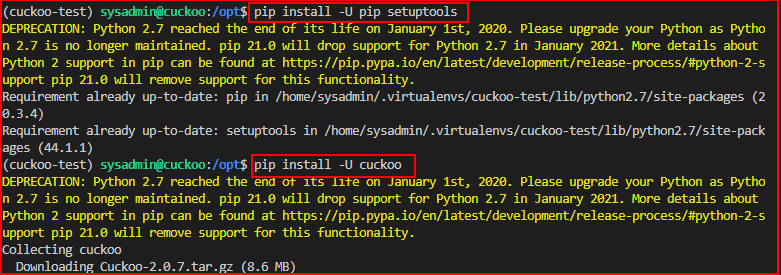 (cuckoo-test) sysadmin@cuckoo:/opt$ pip install -U pip setuptools
DEPRECATION: Python 2.7 reached the end of its life on January 1st, 2020. Please upgrade your Python as Pytho
n 2.7 is no longer maintained. pip 21.0 will drop support for Python 2.7 in January 2021. More details about
Python 2 support in pip can be found at https://pip.pypa.io/en/latest/development/release-process/#python-2-s
upport pip 21.0 will remove support for this functionality.
Requirement already up-to-date: pip in /home/sysadmin/.virtualenvs/cuckoo-test/lib/python2.7/site-packages (2
0.3.4)
Requirement already up-to-date: setuptools in /home/sysadmin/.virtualenvs/cuckoo-test/lib/python2.7/site-pack
ages (44.1.1)
(cuckoo-test) sysadmin@cuckoo:/opt$ pip install -U cuckoo
DEPRECATION: Python 2.7 reached the end of its life on January 1st, 2020. Please upgrade your Python as Pytho
n 2.7 is no longer maintained. pip 21.0 will drop support for Python 2.7 in January 2021. More details about
Python 2 support in pip can be found at https://pip.pypa.io/en/latest/development/release-process/#python-2-s
upport pip 21.0 will remove support for this functionality.
Collecting cuckoo
  Downloading Cuckoo-2.0.7.tar.gz (8.6 MB)